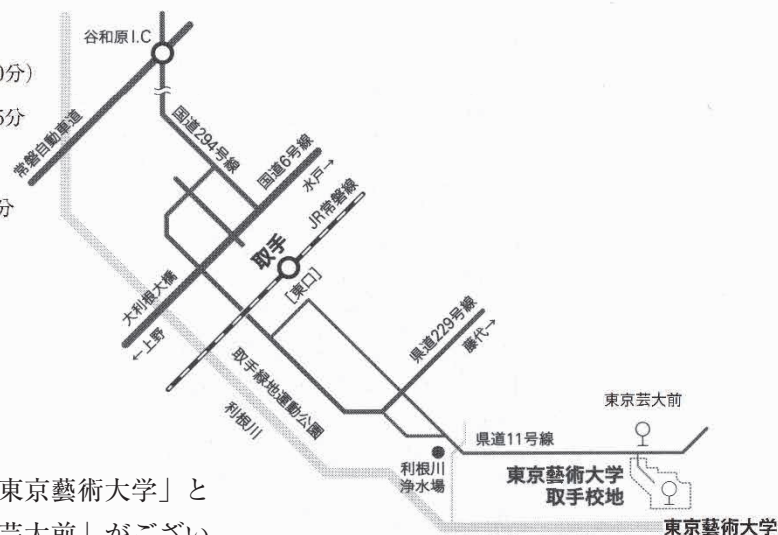 谷和原I.C
0分)
5分
分
常磐自動車道
国道294号線
国道6号線
水戸→
JR常磐線
取手
[東口]
大利根大橋
←上野
取手緑地運動公園
利根川
県道229号線
藤代→
東京芸大前
県道11号線
利根川
浄水場
東京藝術大学
取手校地
東京藝術大学」と
芸大前」がござい
東京藝術大学